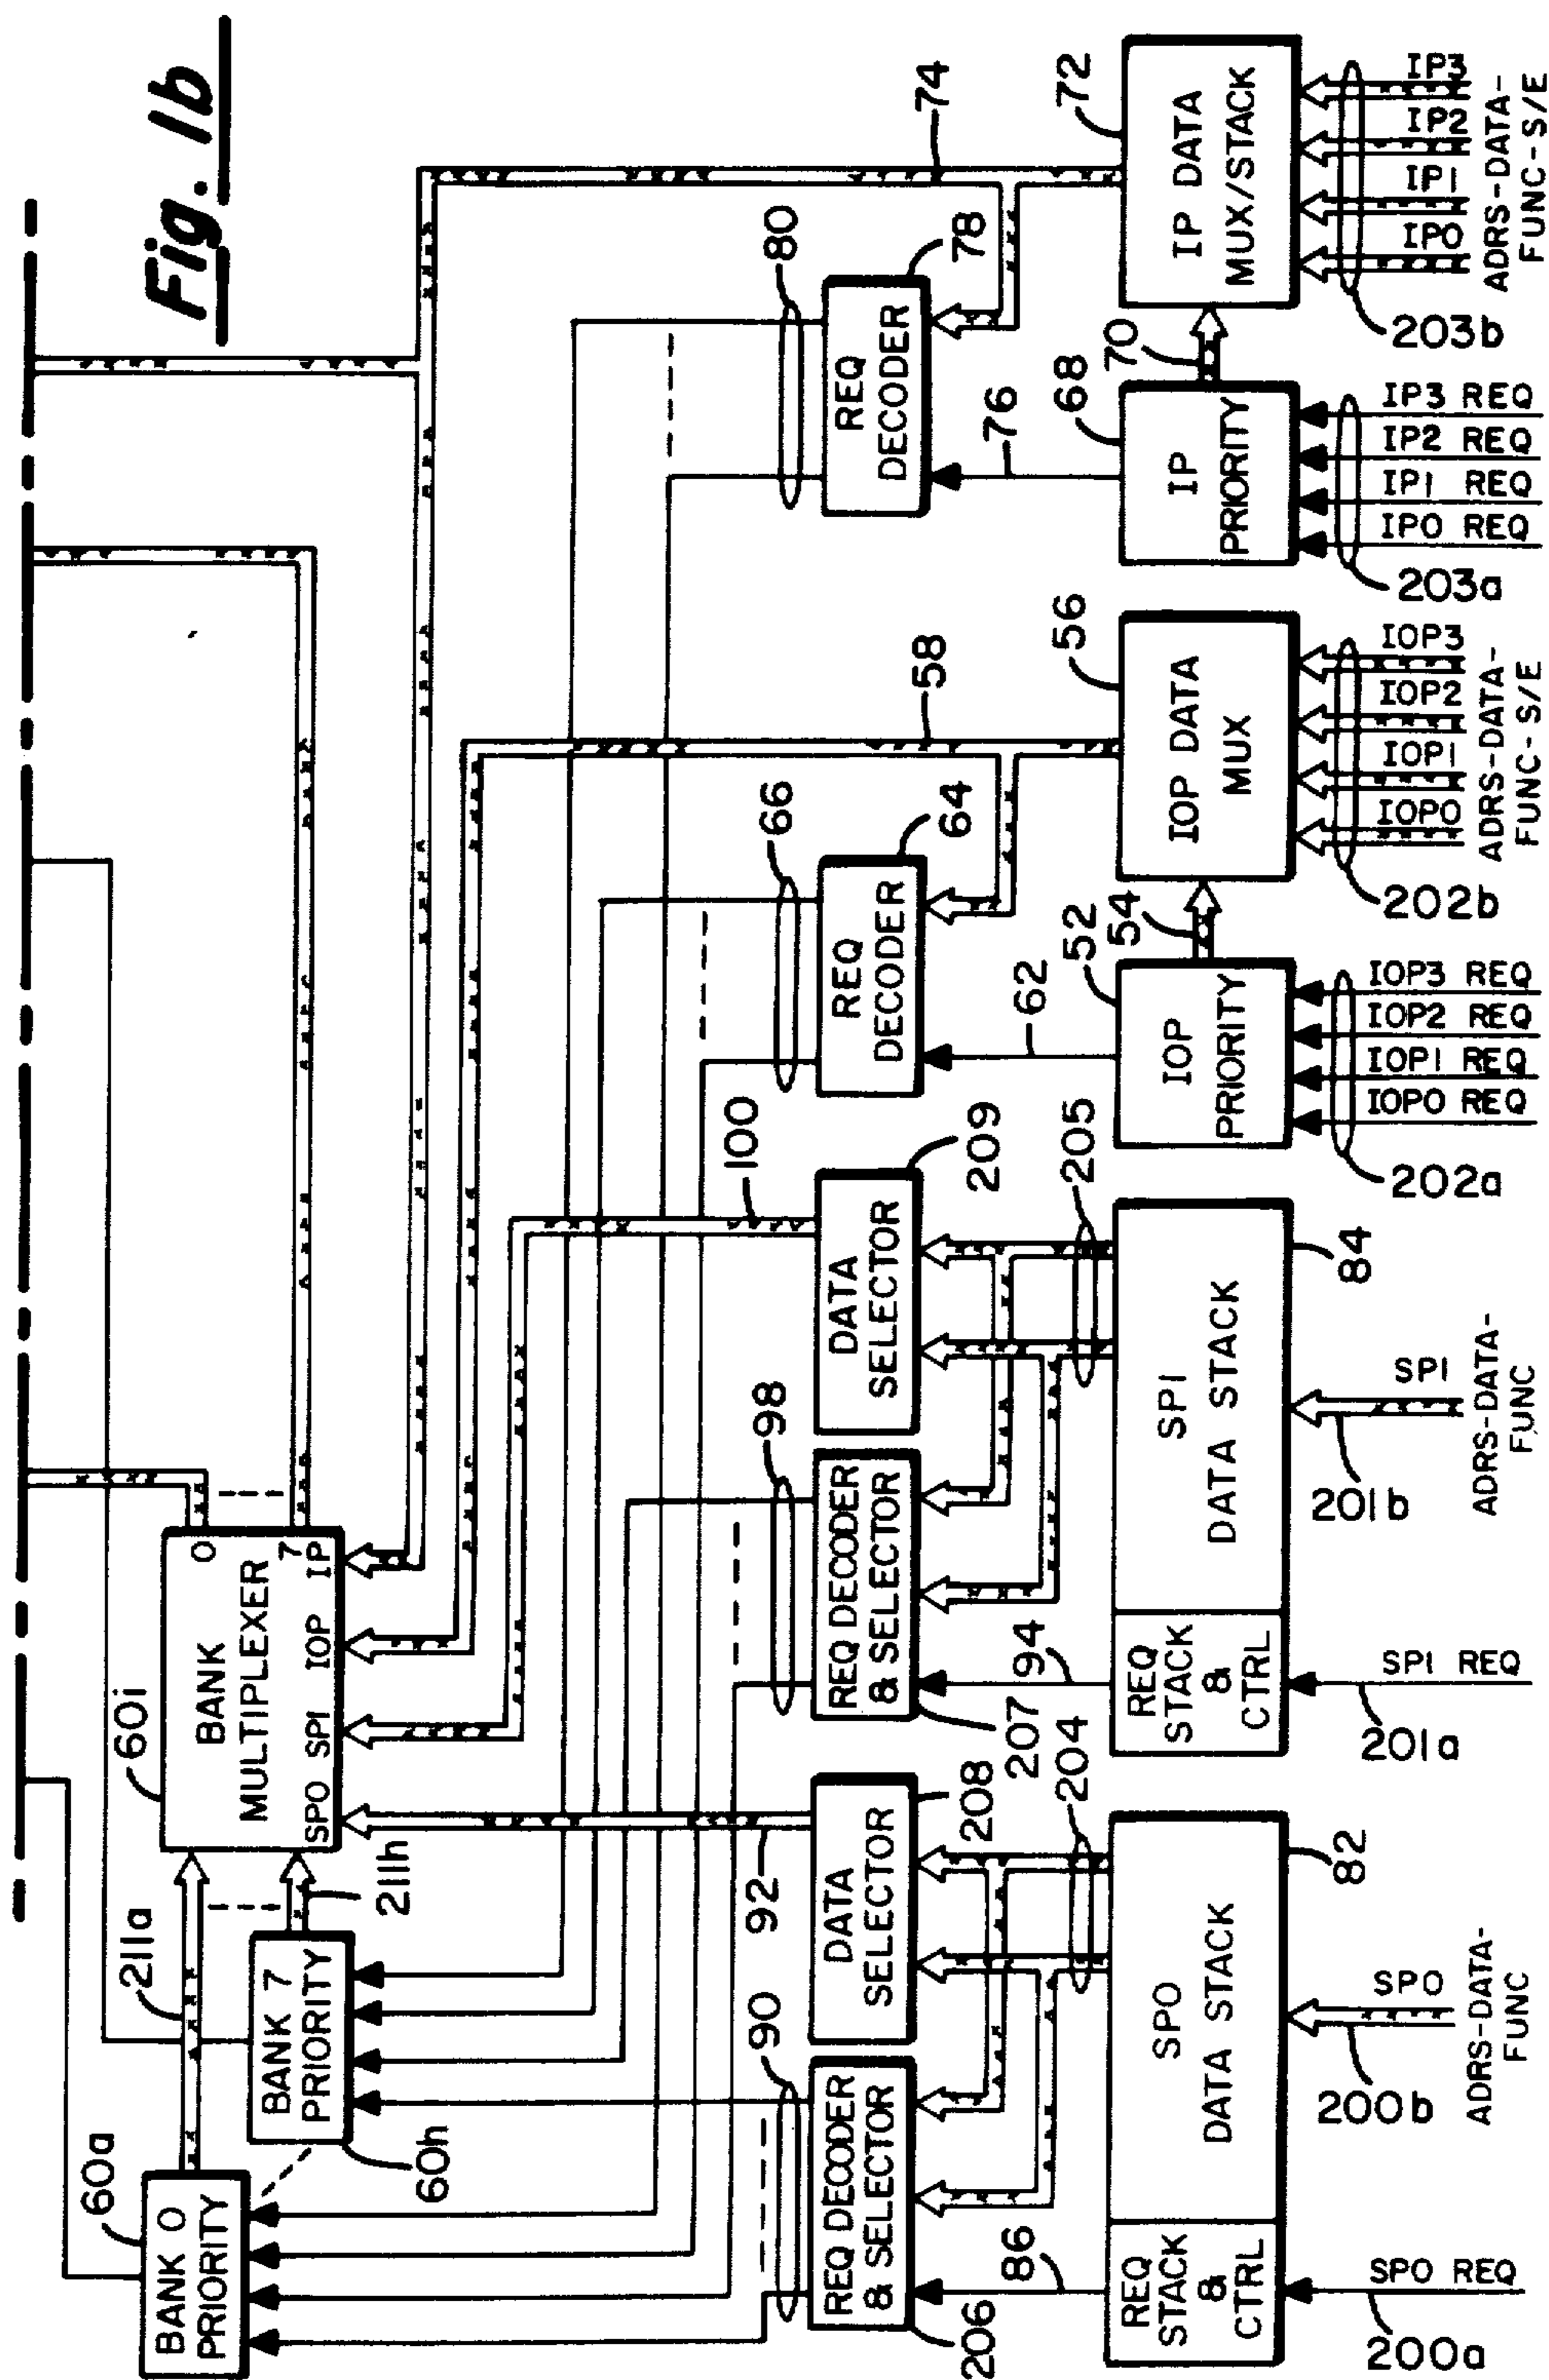 Fig. 1b
60a
BANK 0
PRIORITY
211a
60h
BANK 7
PRIORITY
211h
60i
BANK
MULTIPLEXER
0
7
SP0 SP1 IOP IP
90
92
98
100
66
58
80
74
REQ DECODER
& SELECTOR
206
DATA
SELECTOR
208
REQ DECODER
& SELECTOR
207
DATA
SELECTOR
209
REQ
DECODER
64
REQ
DECODER
78
86
204
94
205
62
76
REQ
STACK
&
CTRL
SP0
DATA STACK
82
REQ
STACK
&
CTRL
SP1
DATA STACK
84
IOP
PRIORITY
52
54
IOP DATA
MUX
56
IP
PRIORITY
68
70
IP DATA
MUX/STACK
72
200a
SP0 REQ
200b
SP0
ADRS-DATA-
FUNC
201a
SP1 REQ
201b
SP1
ADRS-DATA-
FUNC
202a
IOP0 REQ
IOP1 REQ
IOP2 REQ
IOP3 REQ
202b
IOP0
IOP1
IOP2
IOP3
ADRS-DATA-
FUNC-S/E
203a
IP0 REQ
IP1 REQ
IP2 REQ
IP3 REQ
203b
IP0
IP1
IP2
IP3
ADRS-DATA-
FUNC-S/E